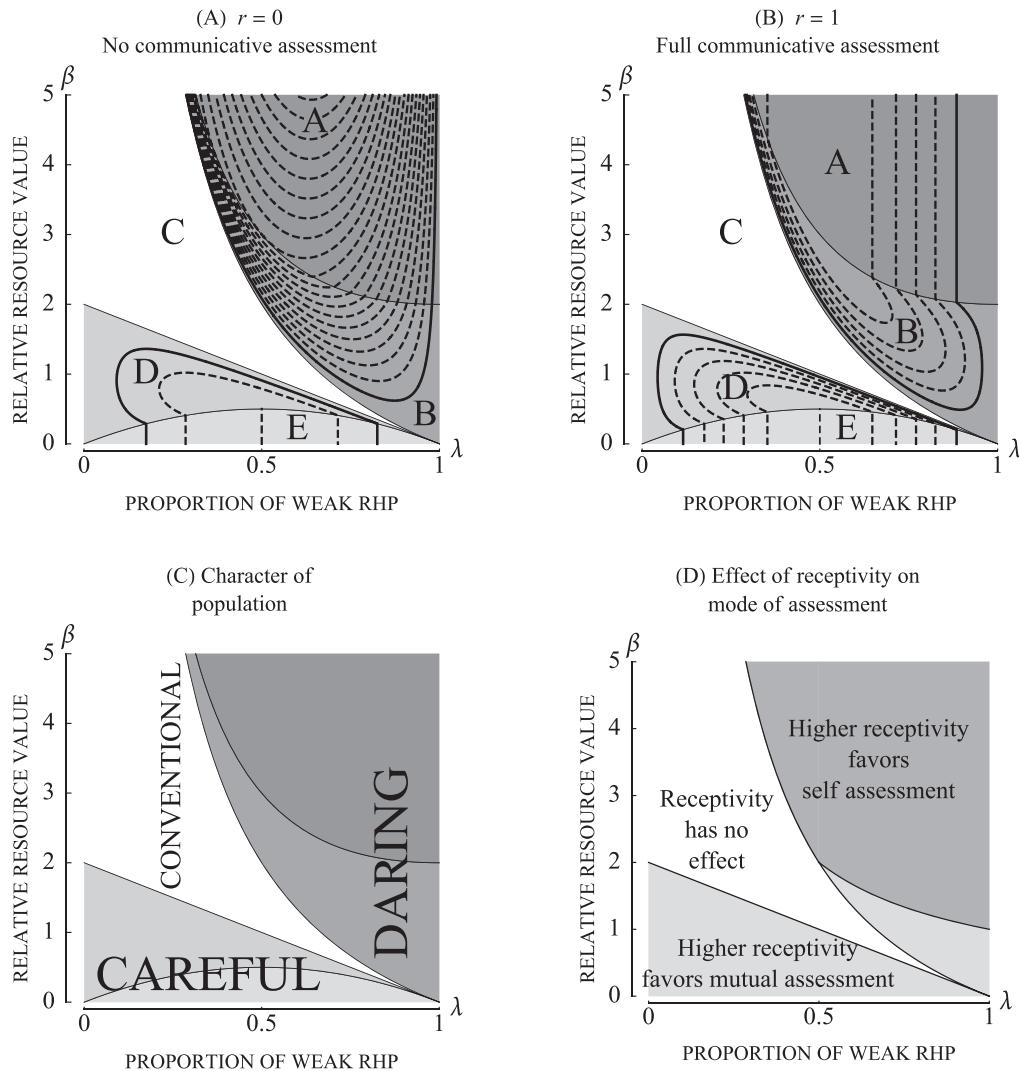 (A) r = 0
No communicative assessment
β
5
4
3
2
1
0
RELATIVE RESOURCE VALUE
A
C
D
B
E
0
0.5
1
λ
PROPORTION OF WEAK RHP
(B) r = 1
Full communicative assessment
β
5
4
3
2
1
0
RELATIVE RESOURCE VALUE
A
C
B
D
E
0
0.5
1
λ
PROPORTION OF WEAK RHP
(C) Character of
population
β
5
4
3
2
1
0
RELATIVE RESOURCE VALUE
CONVENTIONAL
DARING
CAREFUL
0
0.5
1
λ
PROPORTION OF WEAK RHP
(D) Effect of receptivity on
mode of assessment
β
5
4
3
2
1
0
RELATIVE RESOURCE VALUE
Higher receptivity
favors
self assessment
Receptivity
has no
effect
Higher receptivity
favors mutual assessment
0
0.5
1
λ
PROPORTION OF WEAK RHP